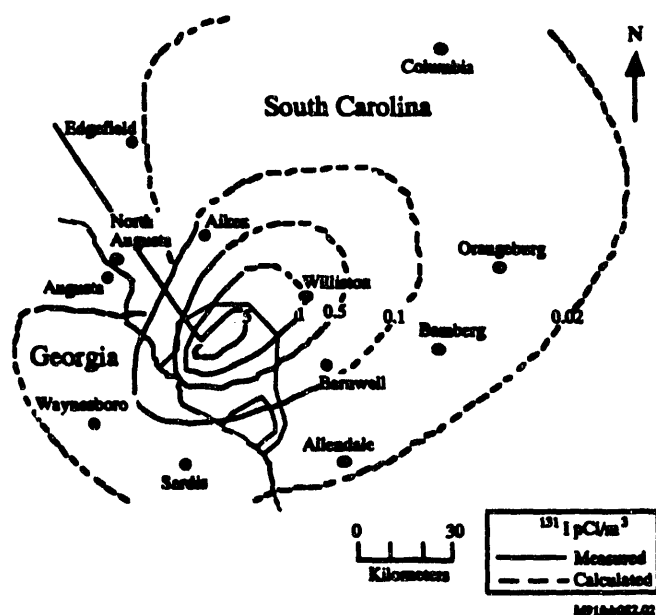 N
Columbia
South Carolina
Edgefield
North
Augusta
Aiken
Orangeburg
Augusta
Williston
5
1
0.5
0.1
0.02
Georgia
Bamberg
Barnwell
Waynesboro
Allendale
Sardis
0
30
Kilometers
131 I pCi/m3
Measured
Calculated